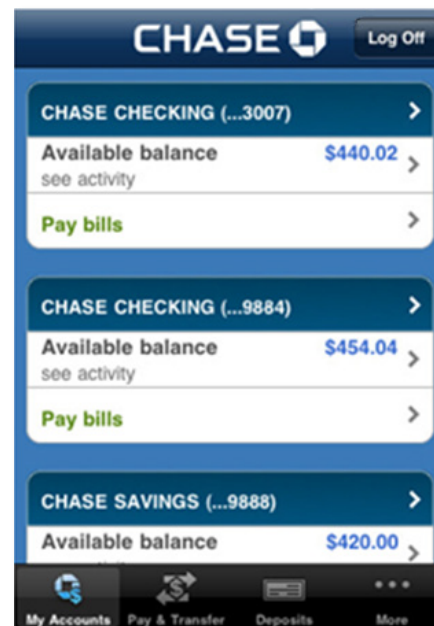 CHASE Log Off
CHASE CHECKING (...3007)
Available balance $440.02
see activity
Pay bills
CHASE CHECKING (...9884)
Available balance $454.04
see activity
Pay bills
CHASE SAVINGS (...9888)
Available balance $420.00
My Accounts Pay & Transfer Deposits More